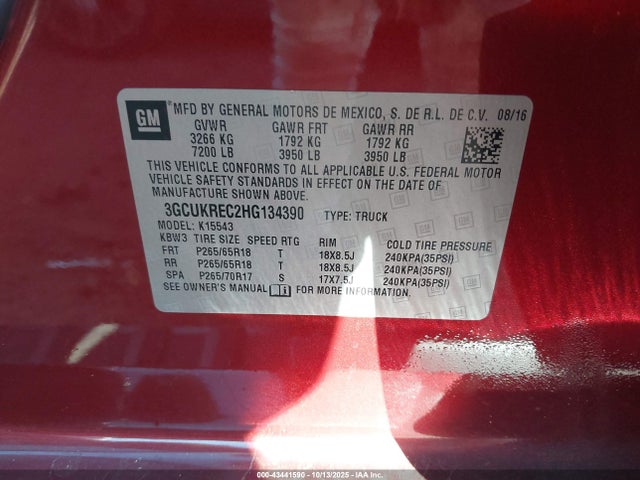 GM MFD BY GENERAL MOTORS DE MEXICO, S. DE R.L. DE C.V. 08/16
GVWR GAWR FRT GAWR RR
3266 KG 1792 KG 1792 KG
7200 LB 3950 LB 3950 LB
THIS VEHICLE CONFORMS TO ALL APPLICABLE U.S. FEDERAL MOTOR
VEHICLE SAFETY STANDARDS IN EFFECT ON THE DATE OF
MANUFACTURE SHOWN ABOVE.
3GCUKREC2HG134390 TYPE: TRUCK
MODEL: K15543
KBW3 TIRE SIZE SPEED RTG RIM COLD TIRE PRESSURE
FRT P265/65R18 T 18X8.5J 240KPA(35PSI)
RR P265/65R18 T 18X8.5J 240KPA(35PSI)
SPA P265/70R17 S 17X7.5J 240KPA(35PSI)
SEE OWNER'S MANUAL FOR MORE INFORMATION.
000-43441590 - 10/13/2025 - IAAI.COM